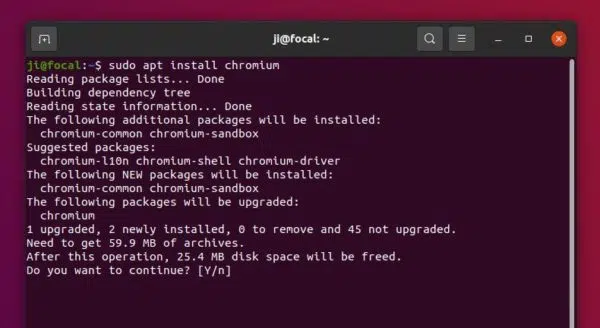 ji@focal: ~
ji@focal:~$ sudo apt install chromium
Reading package lists... Done
Building dependency tree
Reading state information... Done
The following additional packages will be installed:
  chromium-common chromium-sandbox
Suggested packages:
  chromium-l10n chromium-shell chromium-driver
The following NEW packages will be installed:
  chromium-common chromium-sandbox
The following packages will be upgraded:
  chromium
1 upgraded, 2 newly installed, 0 to remove and 45 not upgraded.
Need to get 59.9 MB of archives.
After this operation, 25.4 MB disk space will be freed.
Do you want to continue? [Y/n]